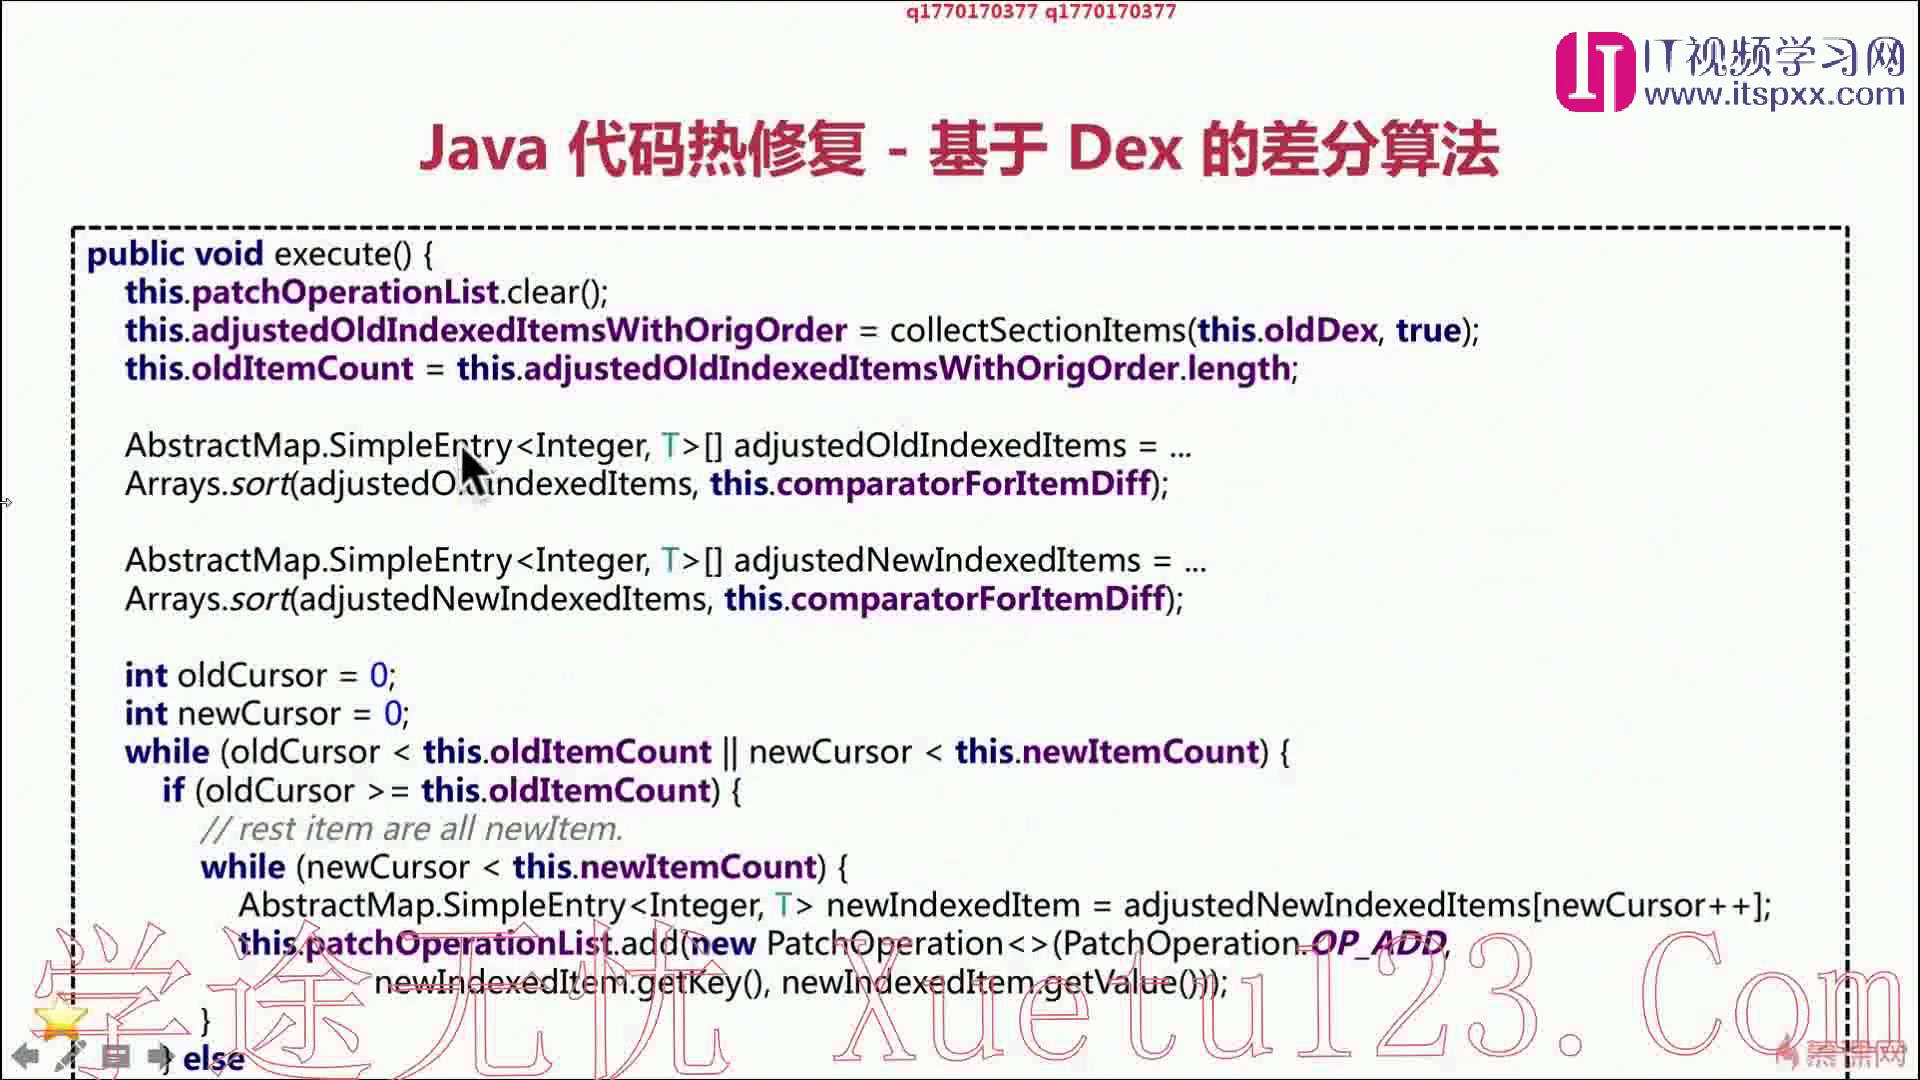 q1770170377 q1770170377
IT视频学习网
www.itspxx.com
Java 代码热修复 - 基于 Dex 的差分算法
public void execute() {
this.patchOperationList.clear();
this.adjustedOldIndexedItemsWithOrigOrder = collectSectionItems(this.oldDex, true);
this.oldItemCount = this.adjustedOldIndexedItemsWithOrigOrder.length;
AbstractMap.SimpleEntry<Integer, T>[] adjustedOldIndexedItems = ...
Arrays.sort(adjustedOldIndexedItems, this.comparatorForItemDiff);
AbstractMap.SimpleEntry<Integer, T>[] adjustedNewIndexedItems = ...
Arrays.sort(adjustedNewIndexedItems, this.comparatorForItemDiff);
int oldCursor = 0;
int newCursor = 0;
while (oldCursor < this.oldItemCount || newCursor < this.newItemCount) {
if (oldCursor >= this.oldItemCount) {
// rest item are all newItem.
while (newCursor < this.newItemCount) {
AbstractMap.SimpleEntry<Integer, T> newIndexedItem = adjustedNewIndexedItems[newCursor++];
this.patchOperationList.add(new PatchOperation<>(PatchOperation.OP_ADD,
newIndexedItem.getKey(), newIndexedItem.getValue()));
}
} else
学途无忧 Xuetu123.Com
慕课网